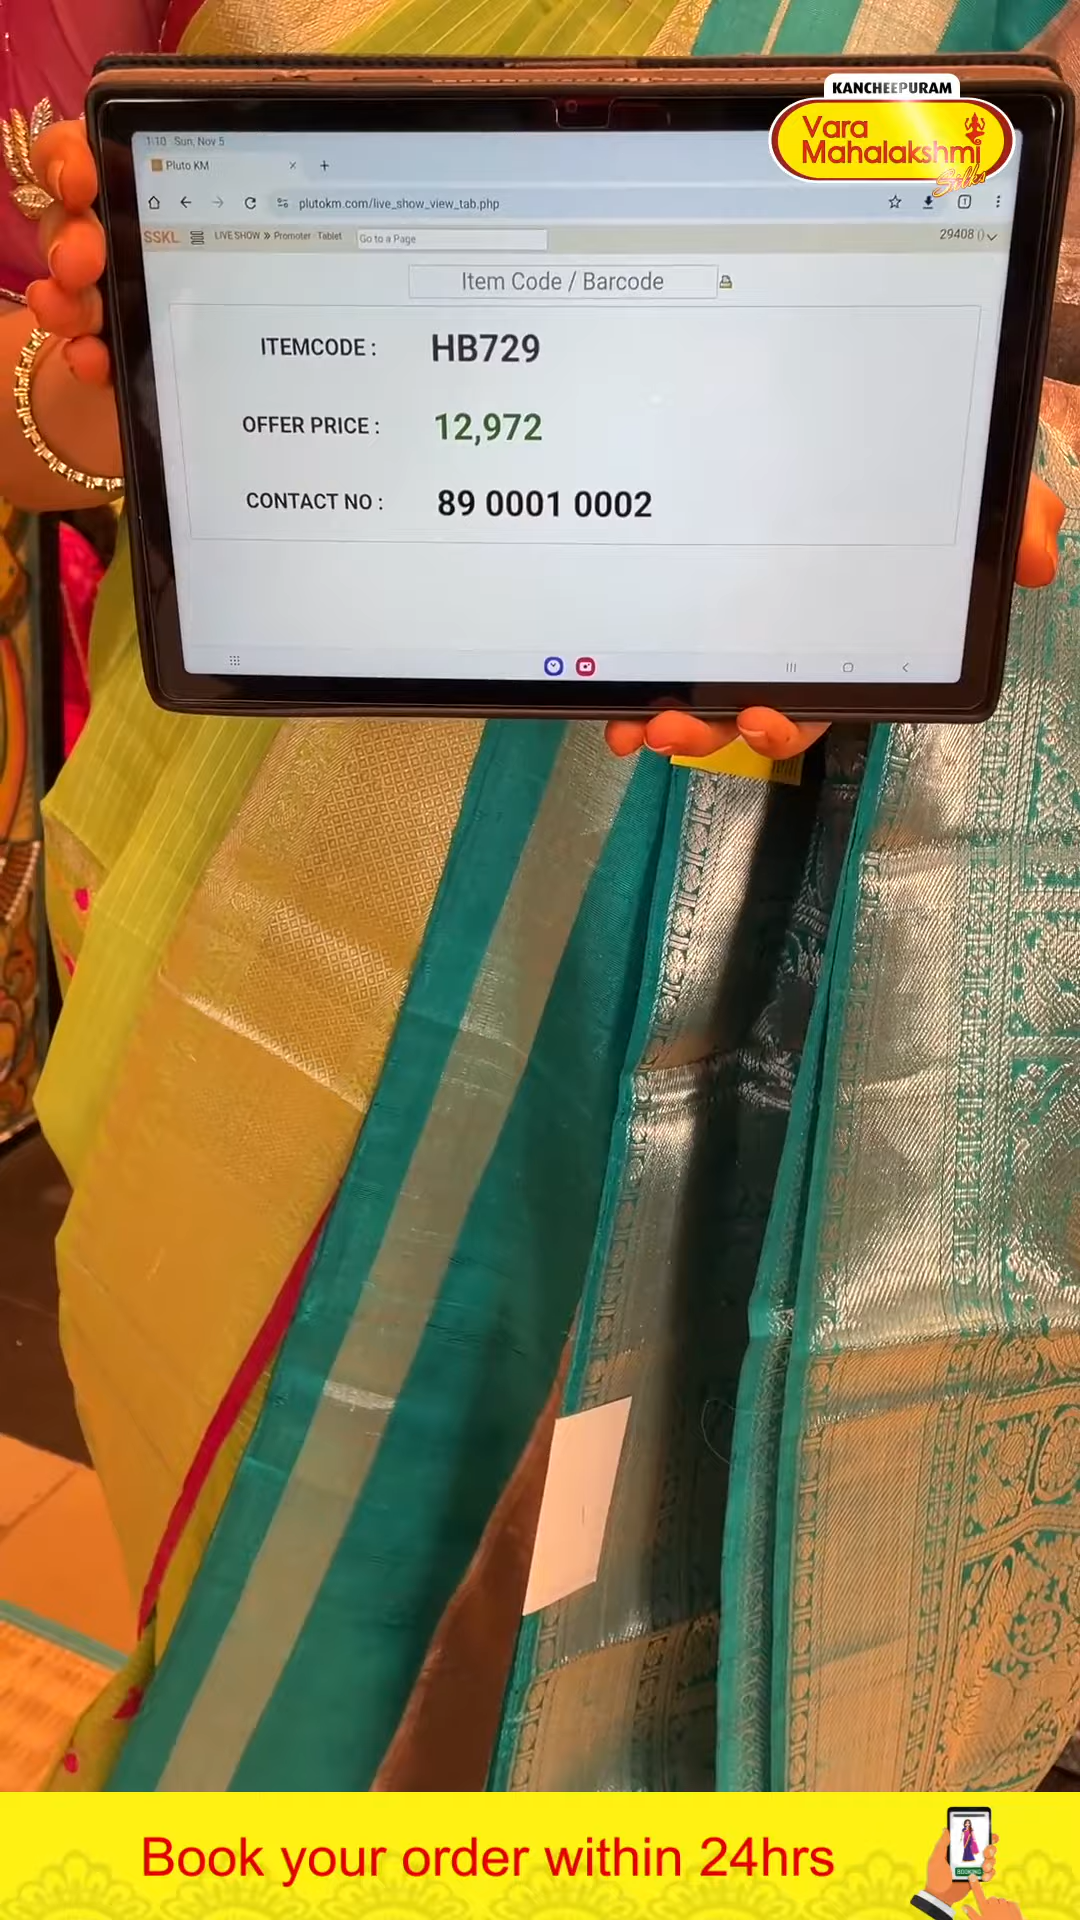 KANCHEEPURAM
Vara
Mahalakshmi
Silks
1:10 Sun, Nov 5
Pluto KM
plutokm.com/live_show_view_tab.php
SSKL
LIVE SHOW » Promoter Tablet
Go to a Page
29408 ()
Item Code / Barcode
ITEMCODE : HB729
OFFER PRICE : 12,972
CONTACT NO : 89 0001 0002
Book your order within 24hrs
BOOKING